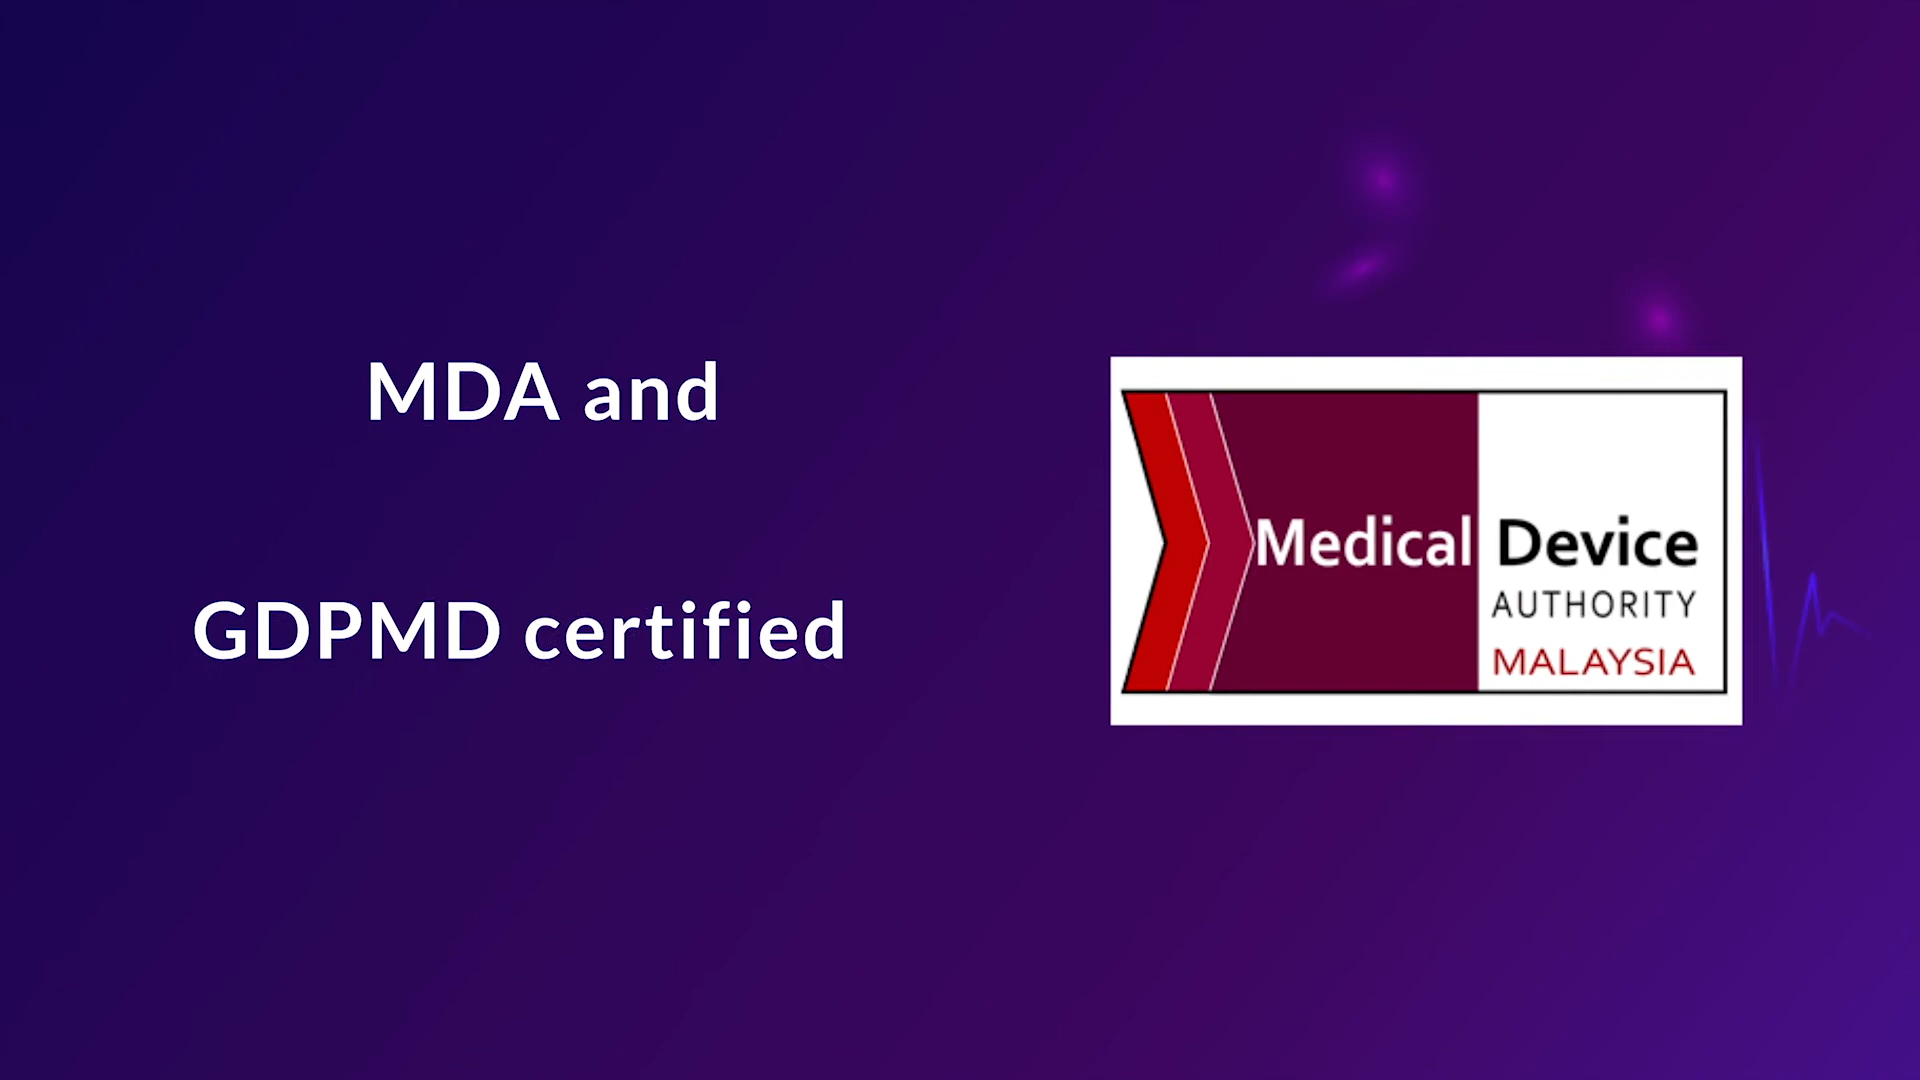 MDA and
GDPMD certified
Medical Device
AUTHORITY
MALAYSIA